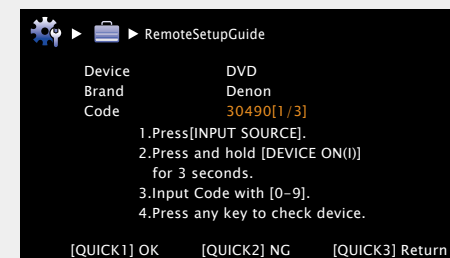 RemoteSetupGuide
Device DVD
Brand Denon
Code 30490[1/3]
1.Press[INPUT SOURCE].
2.Press and hold [DEVICE ON(I)]
for 3 seconds.
3.Input Code with [0–9].
4.Press any key to check device.
[QUICK1] OK [QUICK2] NG [QUICK3] Return